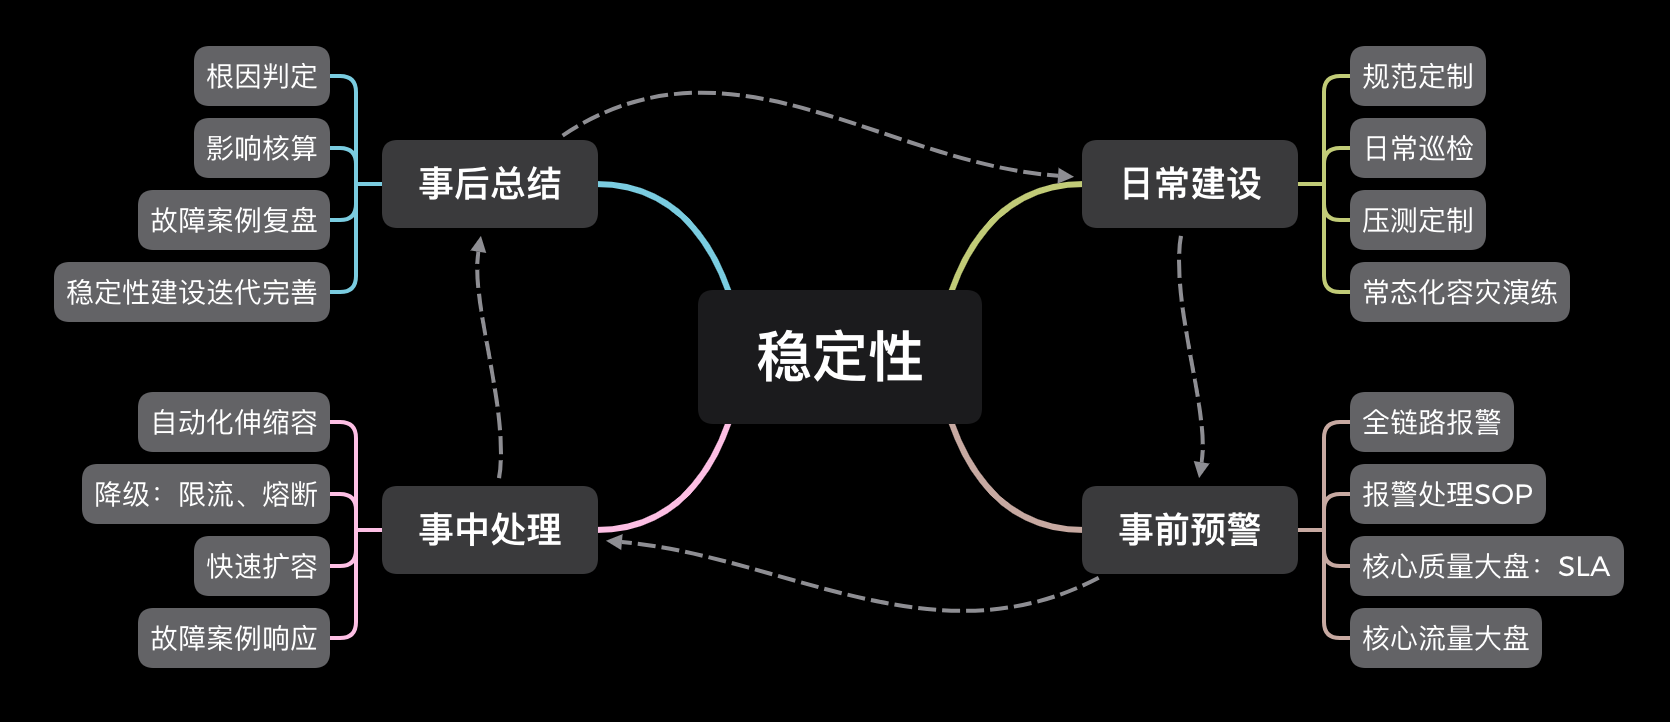 稳定性
日常建设
规范定制
日常巡检
压测定制
常态化容灾演练
事前预警
全链路报警
报警处理SOP
核心质量大盘：SLA
核心流量大盘
事中处理
自动化伸缩容
降级：限流、熔断
快速扩容
故障案例响应
事后总结
根因判定
影响核算
故障案例复盘
稳定性建设迭代完善